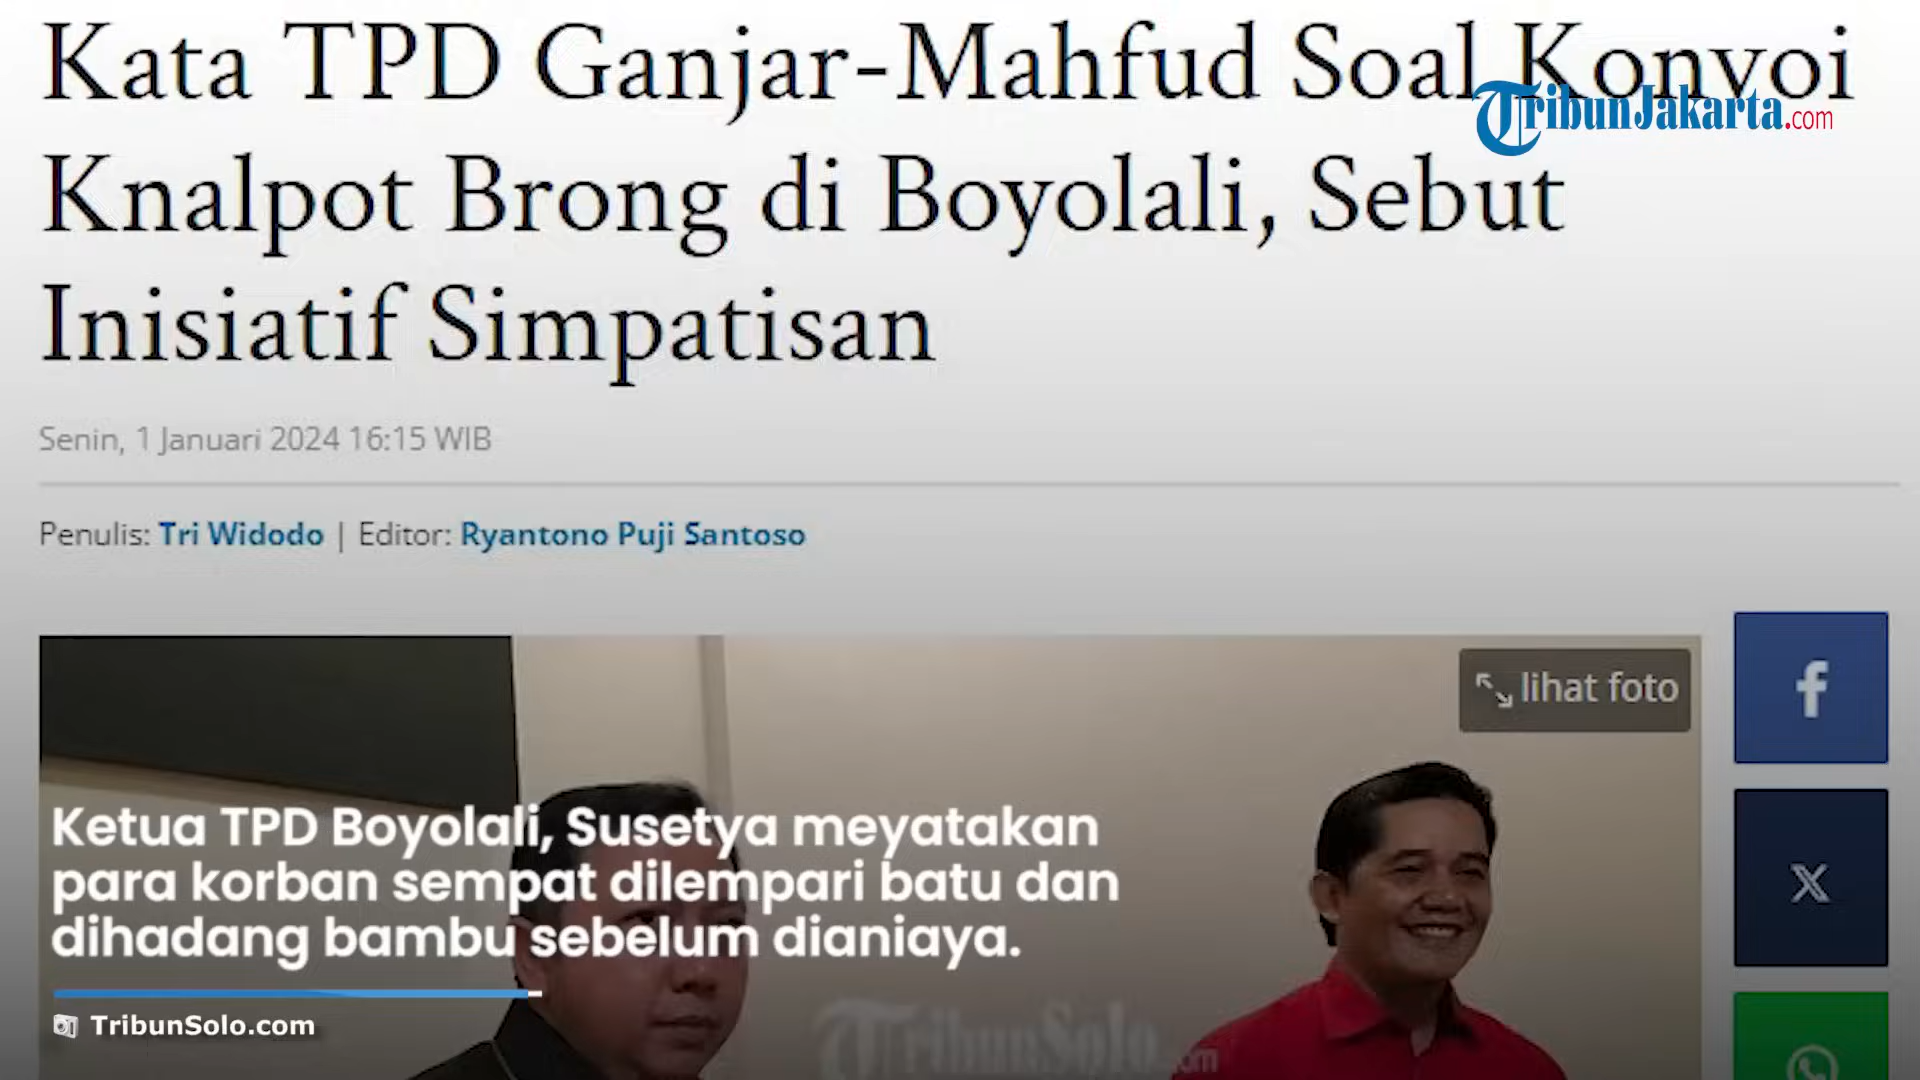 Kata TPD Ganjar-Mahfud Soal Konvoi
TribunJakarta.com
Knalpot Brong di Boyolali, Sebut
Inisiatif Simpatisan
Senin, 1 Januari 2024 16:15 WIB
Penulis: Tri Widodo | Editor: Ryantono Puji Santoso
lihat foto
Ketua TPD Boyolali, Susetya meyatakan
para korban sempat dilempari batu dan
dihadang bambu sebelum dianiaya.
TribunSolo.com
TribunSolo.com